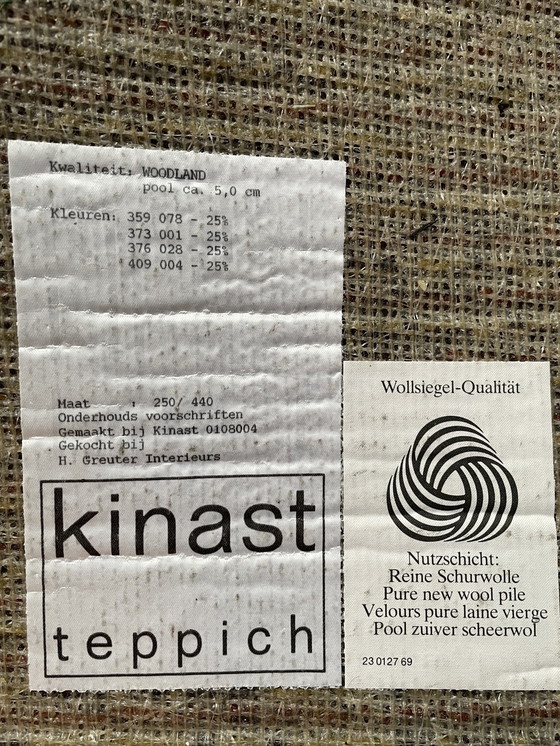 Kwaliteit: WOODLAND
pool ca. 5,0 cm
Kleuren: 359 078 - 25%
373 001 - 25%
376 028 - 25%
409 004 - 25%
Maat : 250/ 440
Onderhouds voorschriften
Gemaakt bij Kinast 0108004
Gekocht bij
H. Greuter Interieurs
kinast
teppich
Wollsiegel-Qualität
Nutzschicht:
Reine Schurwolle
Pure new wool pile
Velours pure laine vierge
Pool zuiver scheerwol
23 0127 69